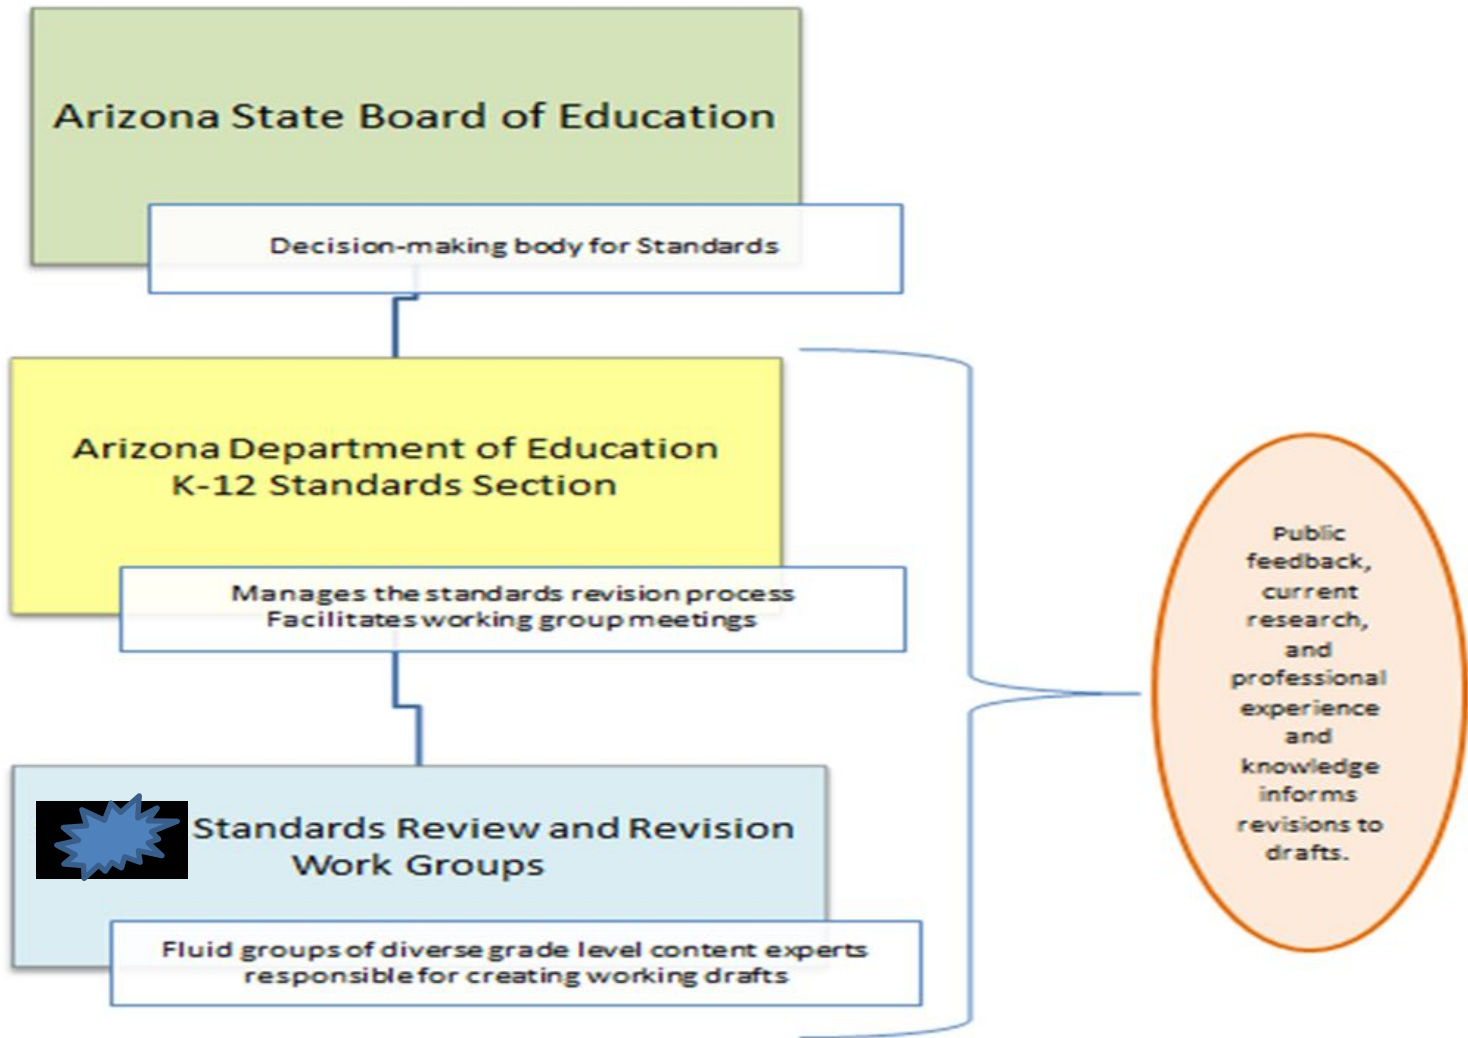 Arizona State Board of Education
Decision-making body for Standards
Arizona Department of Education
K-12 Standards Section
Manages the standards revision process
Facilitates working group meetings
Standards Review and Revision
Work Groups
Fluid groups of diverse grade level content experts
responsible for creating working drafts
Public
feedback,
current
research,
and
professional
experience
and
knowledge
informs
revisions to
drafts.